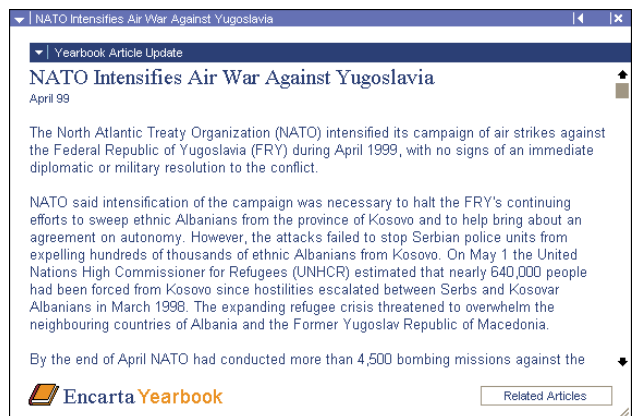 NATO Intensifies Air War Against Yugoslavia
Yearbook Article Update
NATO Intensifies Air War Against Yugoslavia
April 99
The North Atlantic Treaty Organization (NATO) intensified its campaign of air strikes against
the Federal Republic of Yugoslavia (FRY) during April 1999, with no signs of an immediate
diplomatic or military resolution to the conflict.
NATO said intensification of the campaign was necessary to halt the FRY's continuing
efforts to sweep ethnic Albanians from the province of Kosovo and to help bring about an
agreement on autonomy. However, the attacks failed to stop Serbian police units from
expelling hundreds of thousands of ethnic Albanians from Kosovo. On May 1 the United
Nations High Commissioner for Refugees (UNHCR) estimated that nearly 640,000 people
had been forced from Kosovo since hostilities escalated between Serbs and Kosovar
Albanians in March 1998. The expanding refugee crisis threatened to overwhelm the
neighbouring countries of Albania and the Former Yugoslav Republic of Macedonia.
By the end of April NATO had conducted more than 4,500 bombing missions against the
Encarta Yearbook
Related Articles